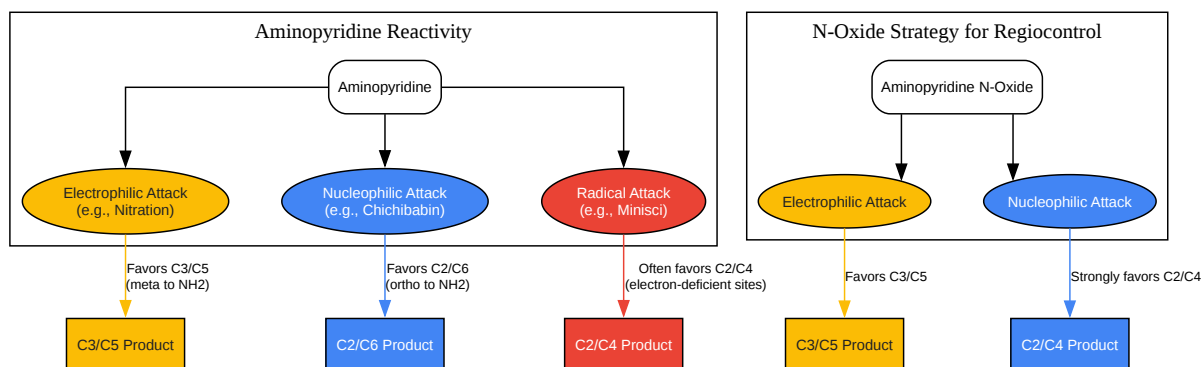 Aminopyridine Reactivity
N-Oxide Strategy for Regiocontrol
Aminopyridine
Aminopyridine N-Oxide
Electrophilic Attack
(e.g., Nitration)
Nucleophilic Attack
(e.g., Chichibabin)
Radical Attack
(e.g., Minisci)
Electrophilic Attack
Nucleophilic Attack
Favors C3/C5
(meta to NH2)
Favors C2/C6
(ortho to NH2)
Often favors C2/C4
(electron-deficient sites)
Favors C3/C5
Strongly favors C2/C4
C3/C5 Product
C2/C6 Product
C2/C4 Product
C3/C5 Product
C2/C4 Product